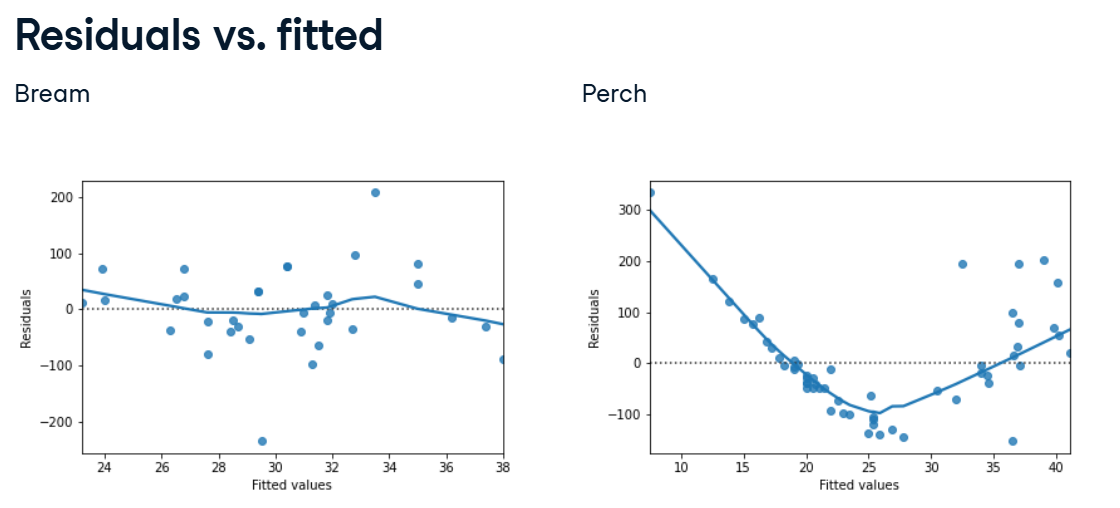 Residuals vs. fitted
Bream
Perch
200
100
0
−100
−200
Residuals
24 26 28 30 32 34 36 38
Fitted values
300
200
100
0
−100
Residuals
10 15 20 25 30 35 40
Fitted values